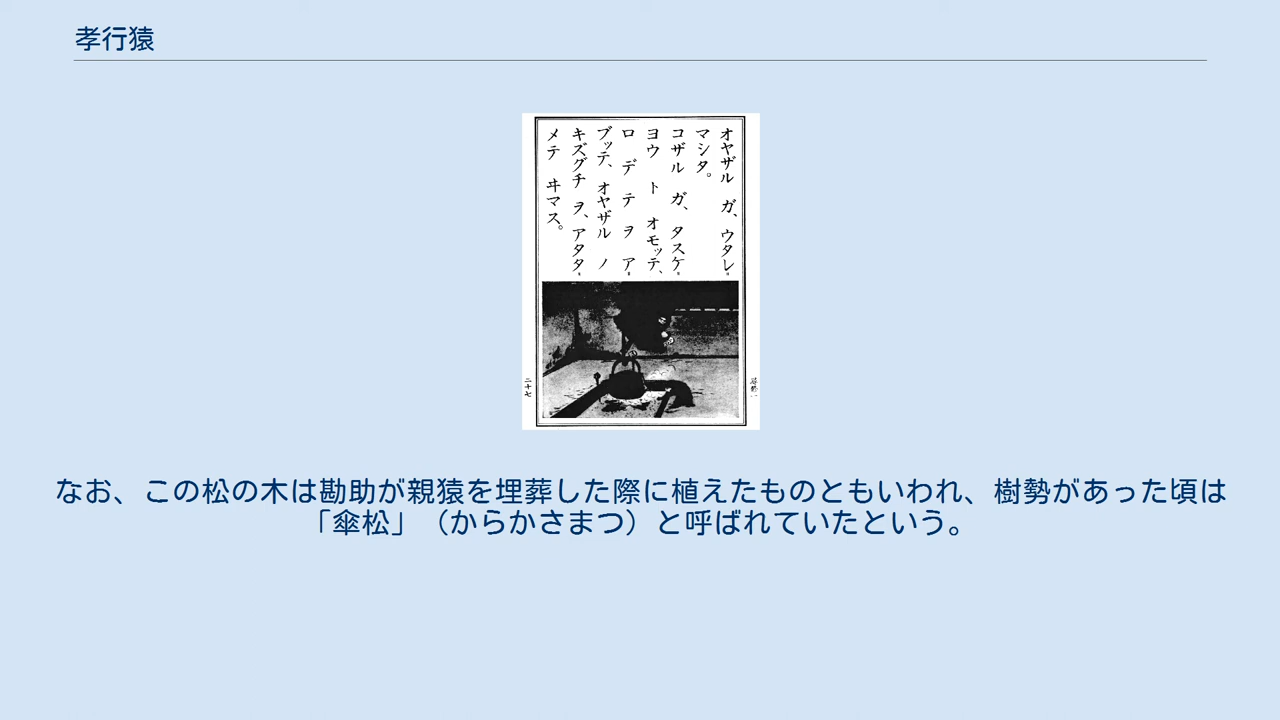 孝行猿
オヤザル ガ、ウタレ
マシタ。
コザル ガ、タスケ
ヨウ ト オモッテ、
ロ デ テ ヲ ア
ブッテ、オヤザル ノ
キズグチ ヲ、アタタ
メテ ヰマス。
二十七
なお、この松の木は勘助が親猿を埋葬した際に植えたものともいわれ、樹勢があった頃は
「傘松」（からかさまつ）と呼ばれていたという。